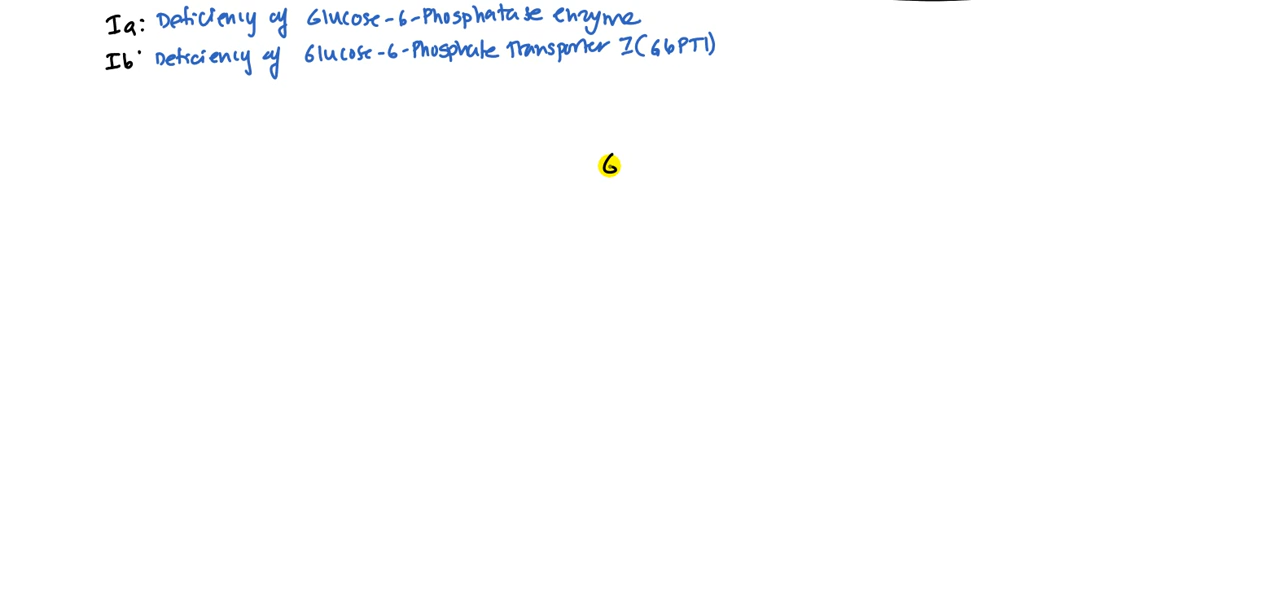 Ia: Deficiency of Glucose-6-Phosphatase enzyme
Ib: Deficiency of Glucose-6-Phosphate Transporter I (G6PT1)
G